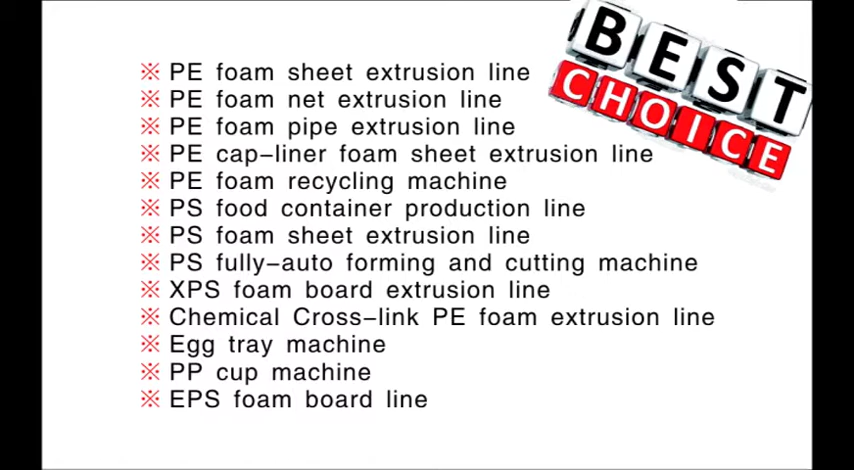 BEST
CHOICE
※ PE foam sheet extrusion line
※ PE foam net extrusion line
※ PE foam pipe extrusion line
※ PE cap-liner foam sheet extrusion line
※ PE foam recycling machine
※ PS food container production line
※ PS foam sheet extrusion line
※ PS fully-auto forming and cutting machine
※ XPS foam board extrusion line
※ Chemical Cross-link PE foam extrusion line
※ Egg tray machine
※ PP cup machine
※ EPS foam board line